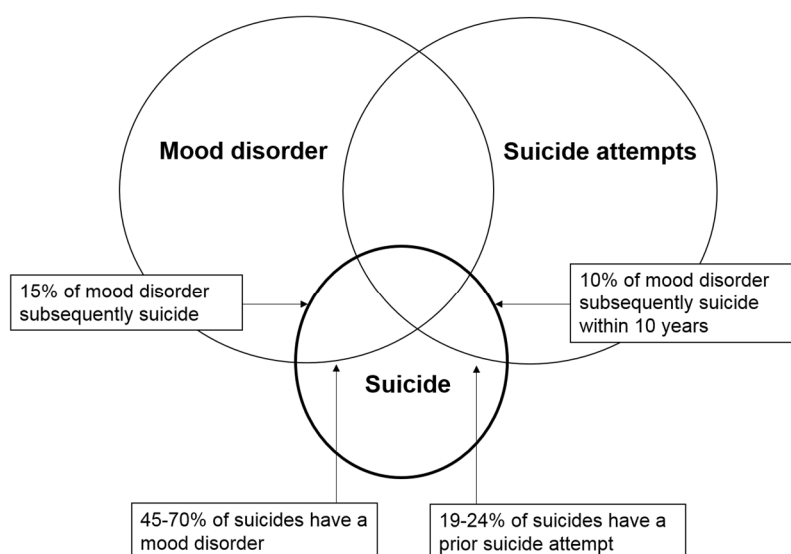 Mood disorder
Suicide attempts
15% of mood disorder
subsequently suicide
10% of mood disorder
subsequently suicide
within 10 years
Suicide
45-70% of suicides have a
mood disorder
19-24% of suicides have a
prior suicide attempt